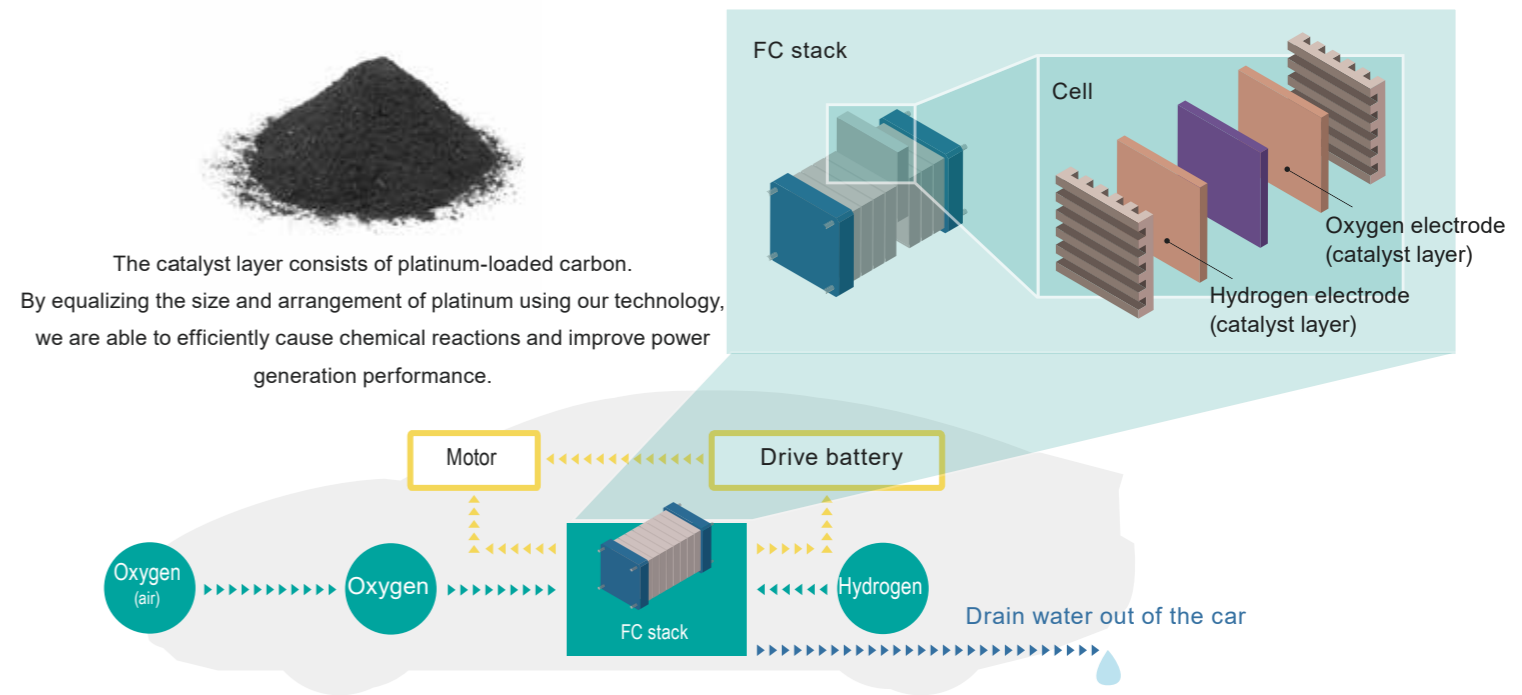 FC stack
Cell
Oxygen electrode
(catalyst layer)
Hydrogen electrode
(catalyst layer)
The catalyst layer consists of platinum-loaded carbon.
By equalizing the size and arrangement of platinum using our technology,
we are able to efficiently cause chemical reactions and improve power
generation performance.
Motor
Drive battery
Oxygen
(air)
Oxygen
FC stack
Hydrogen
Drain water out of the car